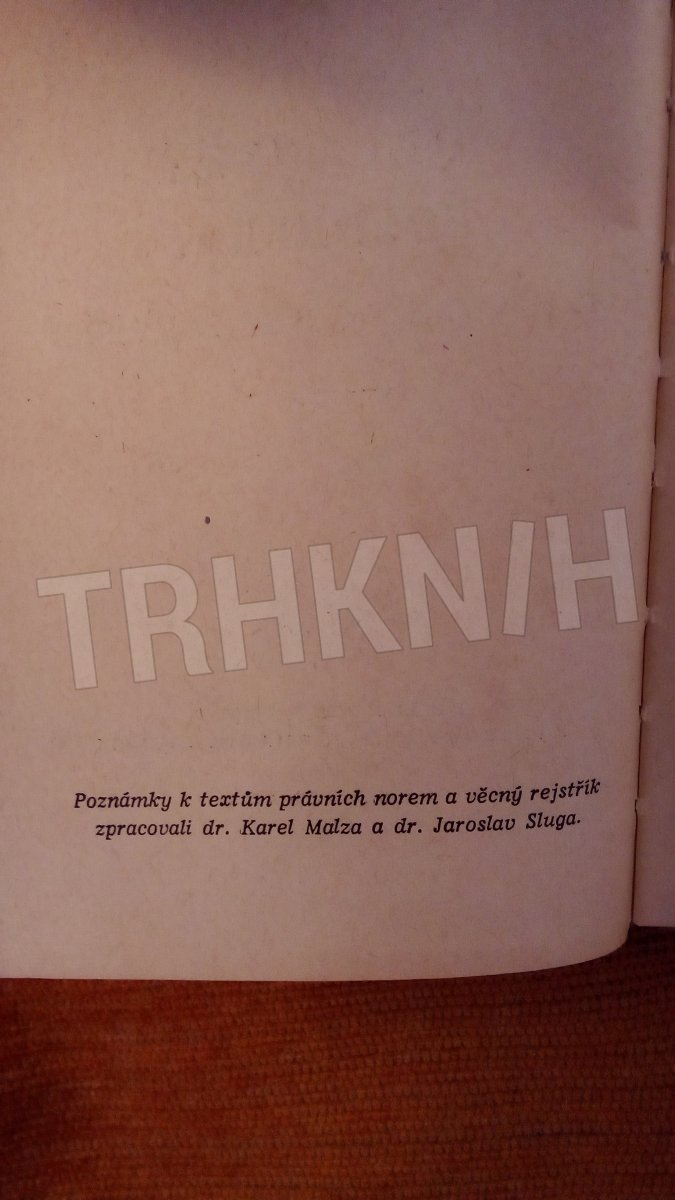 TRHKNIH
Poznámky k textům právních norem a věcný rejstřík
zpracovali dr. Karel Malza a dr. Jaroslav Sluga.